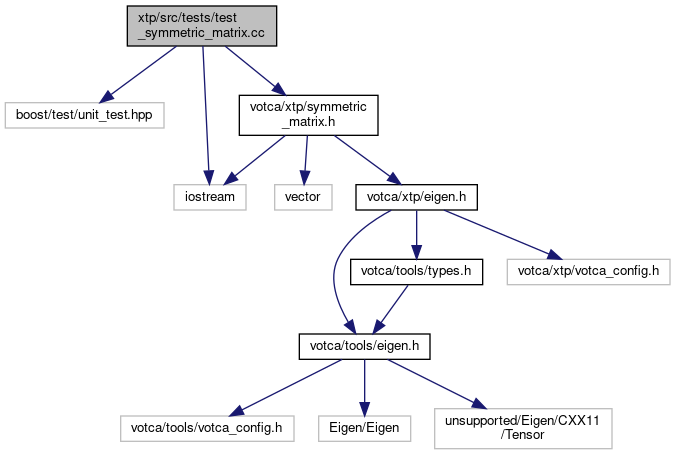 xtp/src/tests/test
_symmetric_matrix.cc
boost/test/unit_test.hpp
votca/xtp/symmetric
_matrix.h
iostream
vector
votca/xtp/eigen.h
votca/tools/types.h
votca/xtp/votca_config.h
votca/tools/eigen.h
votca/tools/votca_config.h
Eigen/Eigen
unsupported/Eigen/CXX11
/Tensor